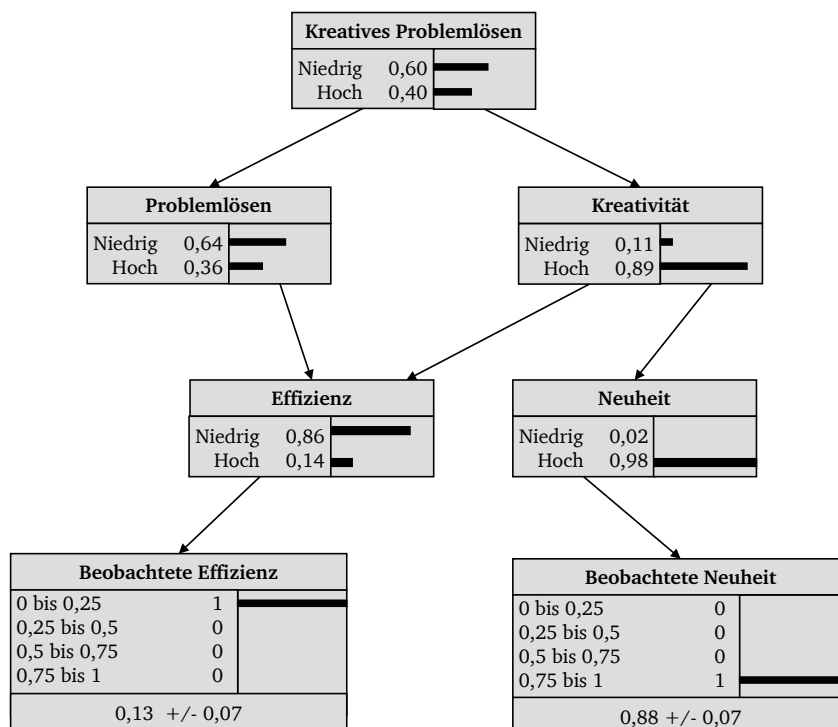 Kreatives Problemlösen
Niedrig 0,60
Hoch 0,40
Problemlösen
Niedrig 0,64
Hoch 0,36
Kreativität
Niedrig 0,11
Hoch 0,89
Effizienz
Niedrig 0,86
Hoch 0,14
Neuheit
Niedrig 0,02
Hoch 0,98
Beobachtete Effizienz
0 bis 0,25 1
0,25 bis 0,5 0
0,5 bis 0,75 0
0,75 bis 1 0
0,13 +/- 0,07
Beobachtete Neuheit
0 bis 0,25 0
0,25 bis 0,5 0
0,5 bis 0,75 0
0,75 bis 1 1
0,88 +/- 0,07